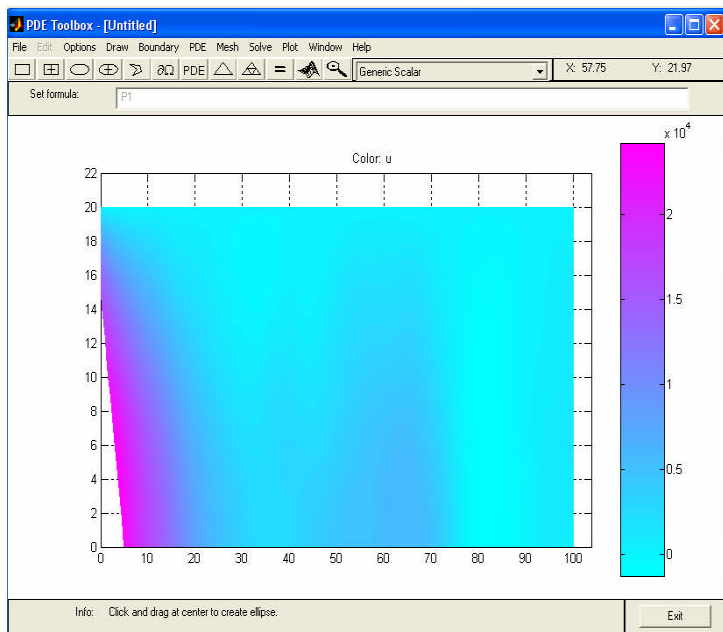 PDE Toolbox - [Untitled]
File Edit Options Draw Boundary PDE Mesh Solve Plot Window Help
∂Ω PDE = Generic Scalar X: 57.75 Y: 21.97
Set formula: P1
x 10⁴
Color: u
22
20
18
16
14
12
10
8
6
4
2
0
0 10 20 30 40 50 60 70 80 90 100
2
1.5
1
0.5
0
Info: Click and drag at center to create ellipse. Exit